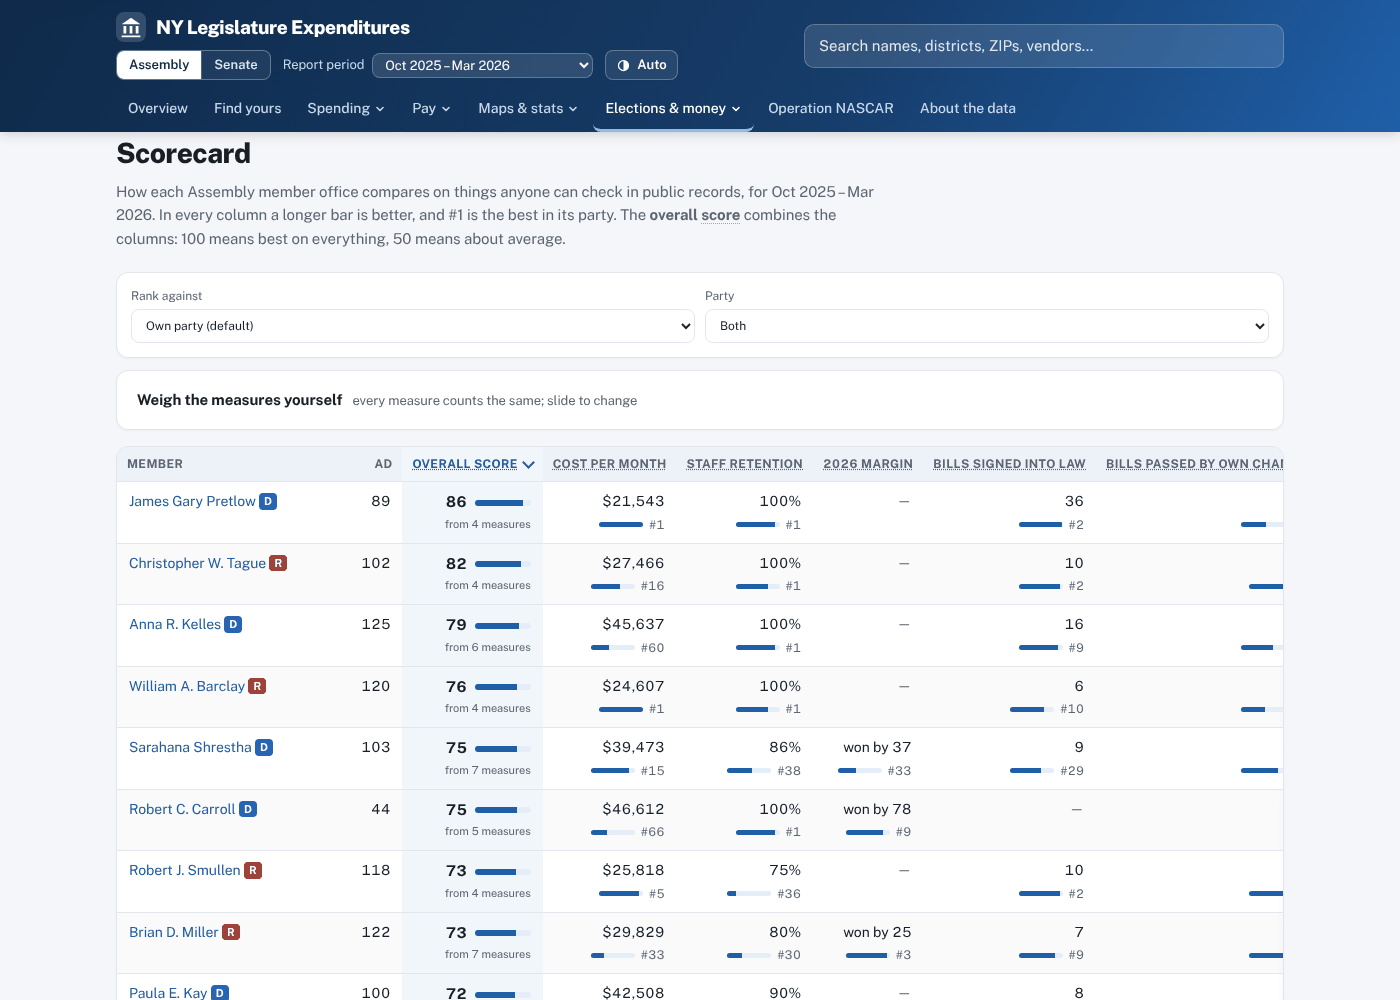 NY Legislature Expenditures
Search names, districts, ZIPs, vendors...
Assembly Senate Report period Oct 2025 – Mar 2026 Auto
Overview Find yours Spending Pay Maps & stats Elections & money Operation NASCAR About the data
Scorecard
How each Assembly member office compares on things anyone can check in public records, for Oct 2025 – Mar
2026. In every column a longer bar is better, and #1 is the best in its party. The overall score combines the
columns: 100 means best on everything, 50 means about average.
Rank against Party
Own party (default) Both
Weigh the measures yourself every measure counts the same; slide to change
MEMBER AD OVERALL SCORE COST PER MONTH STAFF RETENTION 2026 MARGIN BILLS SIGNED INTO LAW BILLS PASSED BY OWN
James Gary Pretlow D 89 86 $21,543 100% — 36
from 4 measures #1 #1 #2
Christopher W. Tague R 102 82 $27,466 100% — 10
from 4 measures #16 #1 #2
Anna R. Kelles D 125 79 $45,637 100% — 16
from 6 measures #60 #1 #9
William A. Barclay R 120 76 $24,607 100% — 6
from 4 measures #1 #1 #10
Sarahana Shrestha D 103 75 $39,473 86% won by 37 9
from 7 measures #15 #38 #33 #29
Robert C. Carroll D 44 75 $46,612 100% won by 78 —
from 5 measures #66 #1 #9
Robert J. Smullen R 118 73 $25,818 75% — 10
from 4 measures #5 #36 #2
Brian D. Miller R 122 73 $29,829 80% won by 25 7
from 7 measures #33 #30 #3 #9
Paula E. Kay D 100 72 $42,508 90% — 8